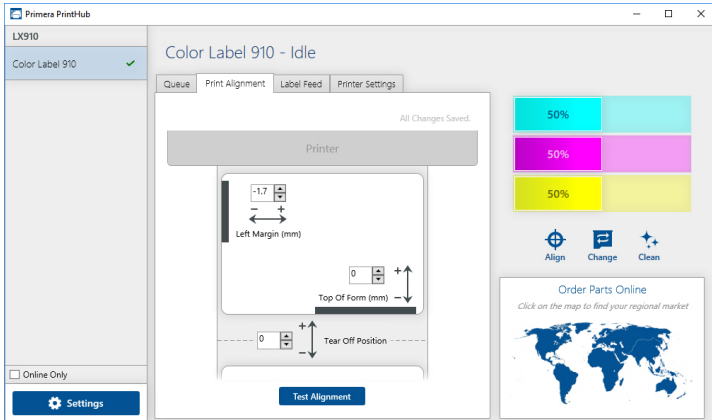 Primera PrintHub
LX910
Color Label 910
Color Label 910 - Idle
Queue Print Alignment Label Feed Printer Settings
All Changes Saved.
Printer
-1.7
− +
Left Margin (mm)
0 +
Top Of Form (mm) −
+
0 Tear Off Position
−
Test Alignment
50%
50%
50%
Align Change Clean
Order Parts Online
Click on the map to find your regional market
Online Only
Settings